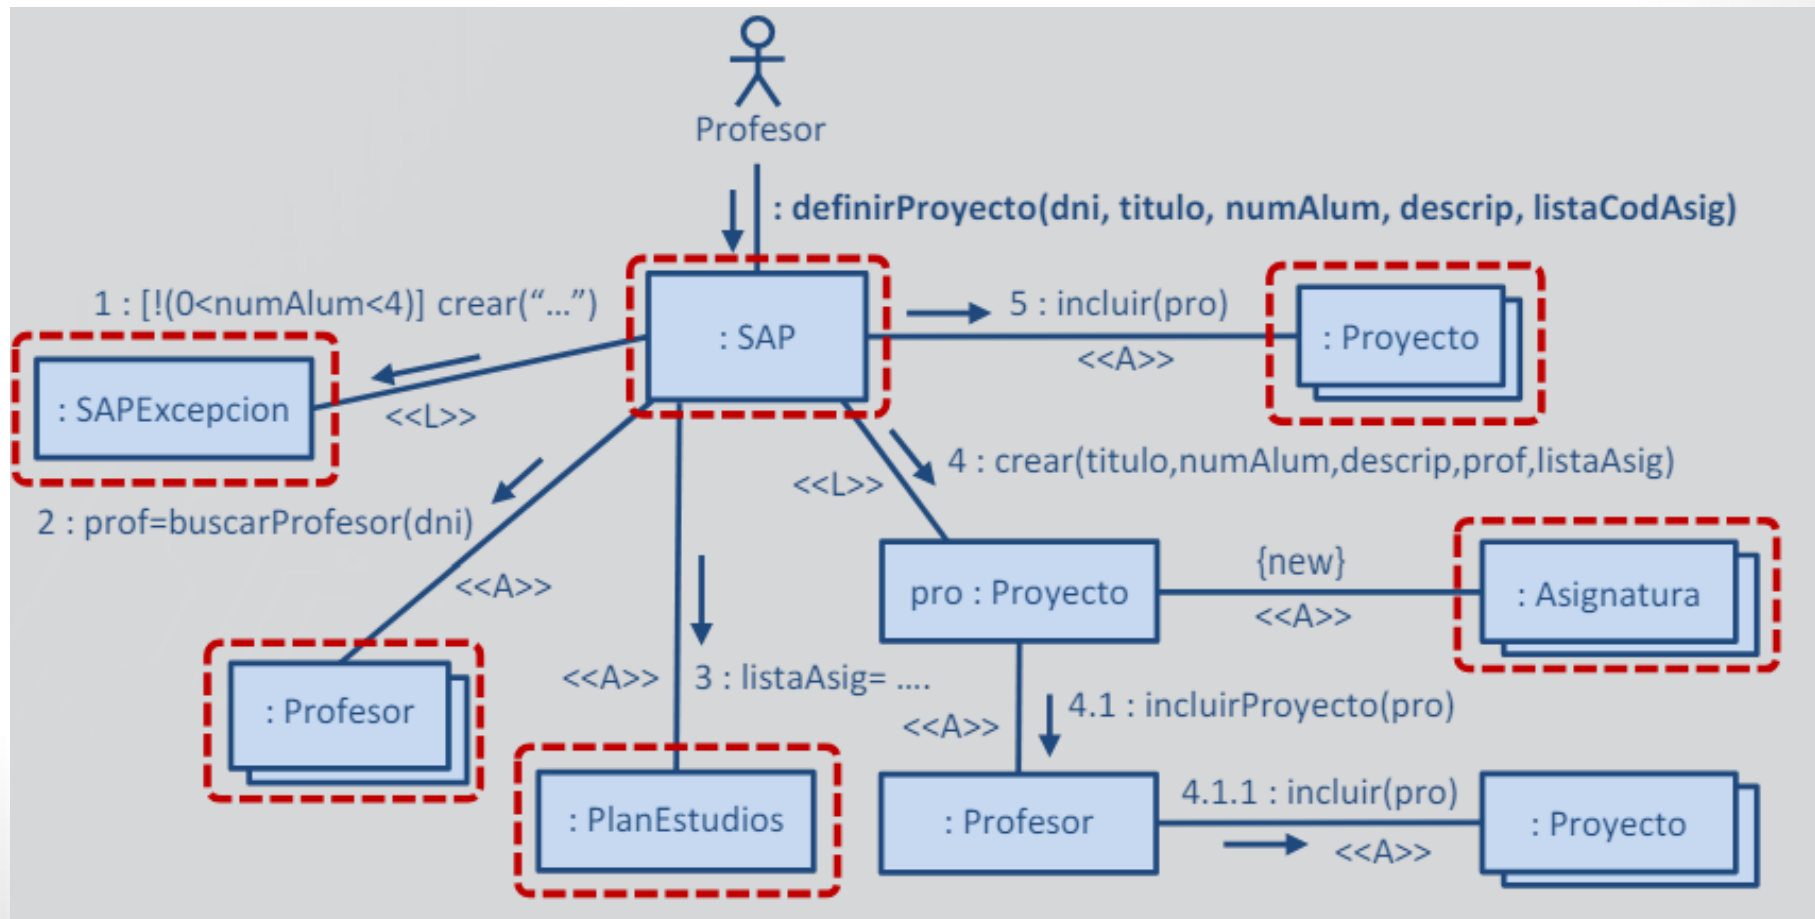 Profesor
: definirProyecto(dni, titulo, numAlum, descrip, listaCodAsig)
1 : [!(0<numAlum<4)] crear(“...”)
: SAP
5 : incluir(pro)
: Proyecto
<<A>>
: SAPExcepcion
<<L>>
4 : crear(titulo,numAlum,descrip,prof,listaAsig)
<<L>>
2 : prof=buscarProfesor(dni)
<<A>>
pro : Proyecto
{new}
<<A>>
: Asignatura
<<A>>
3 : listaAsig= ....
: Profesor
<<A>>
4.1 : incluirProyecto(pro)
: PlanEstudios
: Profesor
4.1.1 : incluir(pro)
<<A>>
: Proyecto